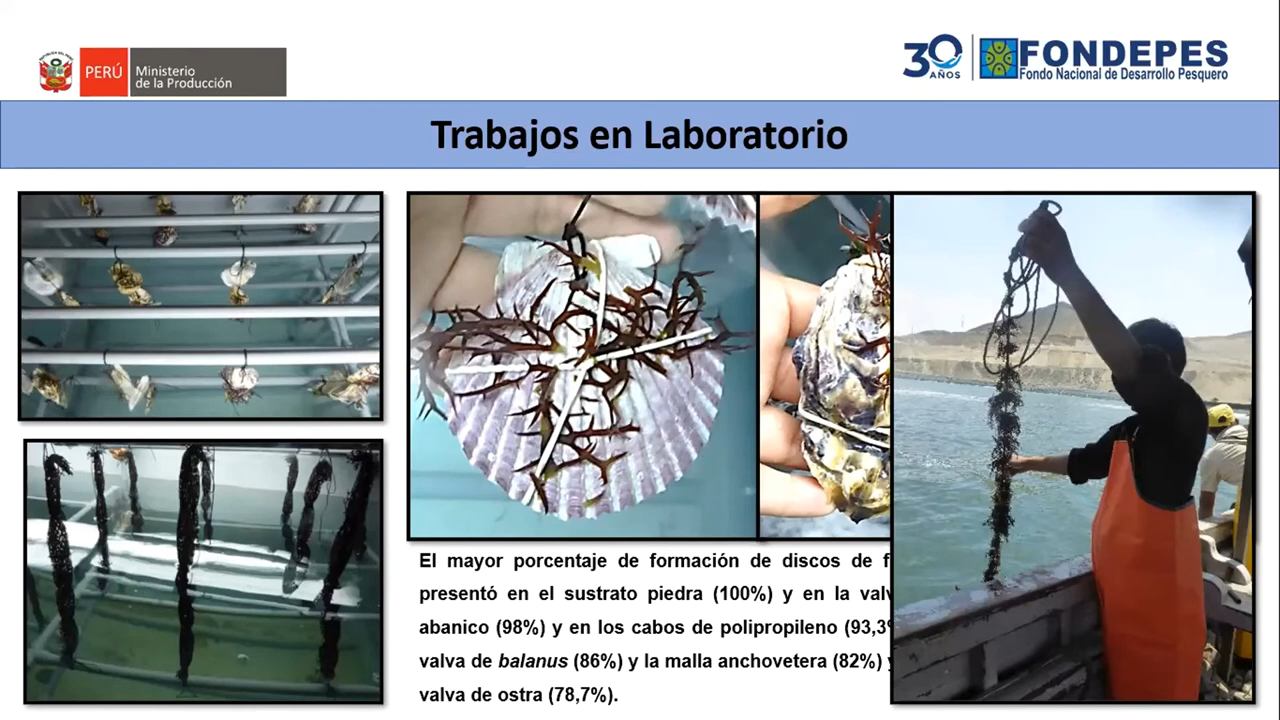 PERÚ
Ministerio
de la Producción
30 AÑOS
FONDEPES
Fondo Nacional de Desarrollo Pesquero
Trabajos en Laboratorio
El mayor porcentaje de formación de discos de
presentó en el sustrato piedra (100%) y en la
abanico (98%) y en los cabos de polipropileno (93,3
valva de balanus (86%) y la malla anchovetera (82%)
valva de ostra (78,7%).